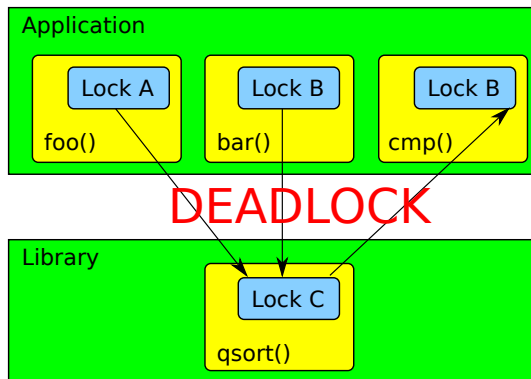 Application
Lock A
Lock B
Lock B
foo()
bar()
cmp()
DEADLOCK
Library
Lock C
qsort()